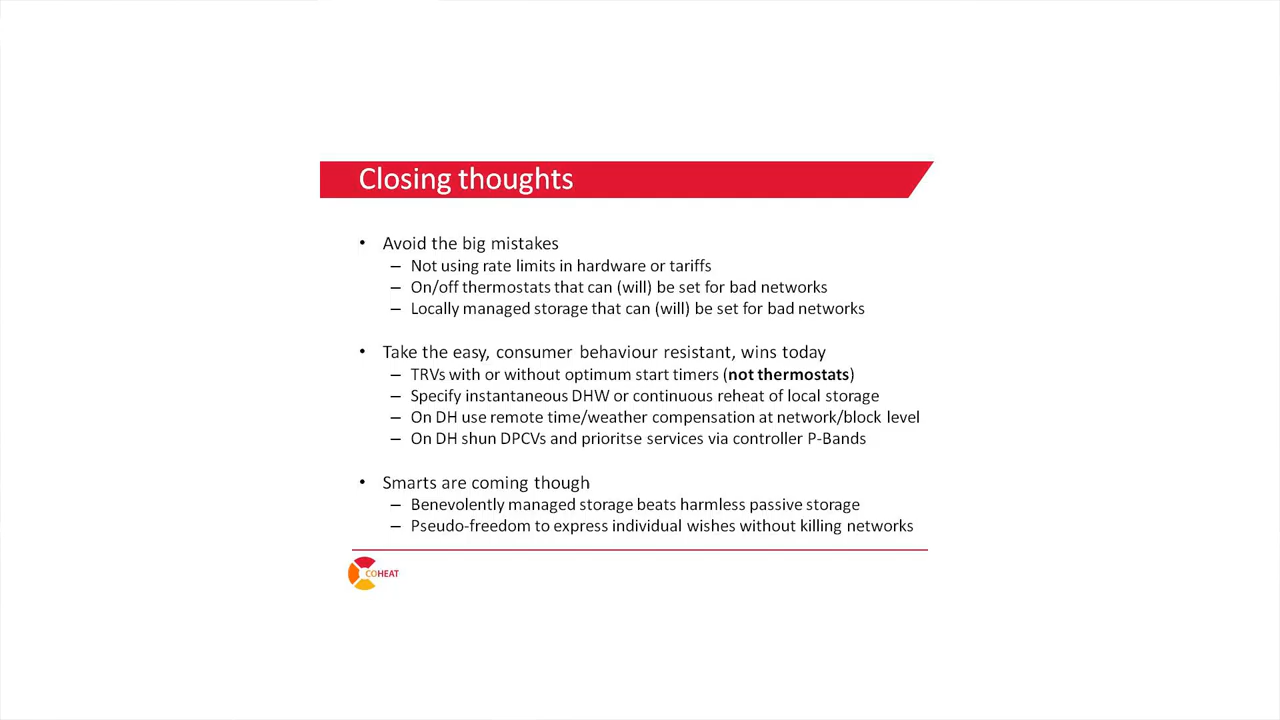 Closing thoughts
• Avoid the big mistakes
– Not using rate limits in hardware or tariffs
– On/off thermostats that can (will) be set for bad networks
– Locally managed storage that can (will) be set for bad networks
• Take the easy, consumer behaviour resistant, wins today
– TRVs with or without optimum start timers (not thermostats)
– Specify instantaneous DHW or continuous reheat of local storage
– On DH use remote time/weather compensation at network/block level
– On DH shun DPCVs and prioritse services via controller P-Bands
• Smarts are coming though
– Benevolently managed storage beats harmless passive storage
– Pseudo-freedom to express individual wishes without killing networks
COHEAT